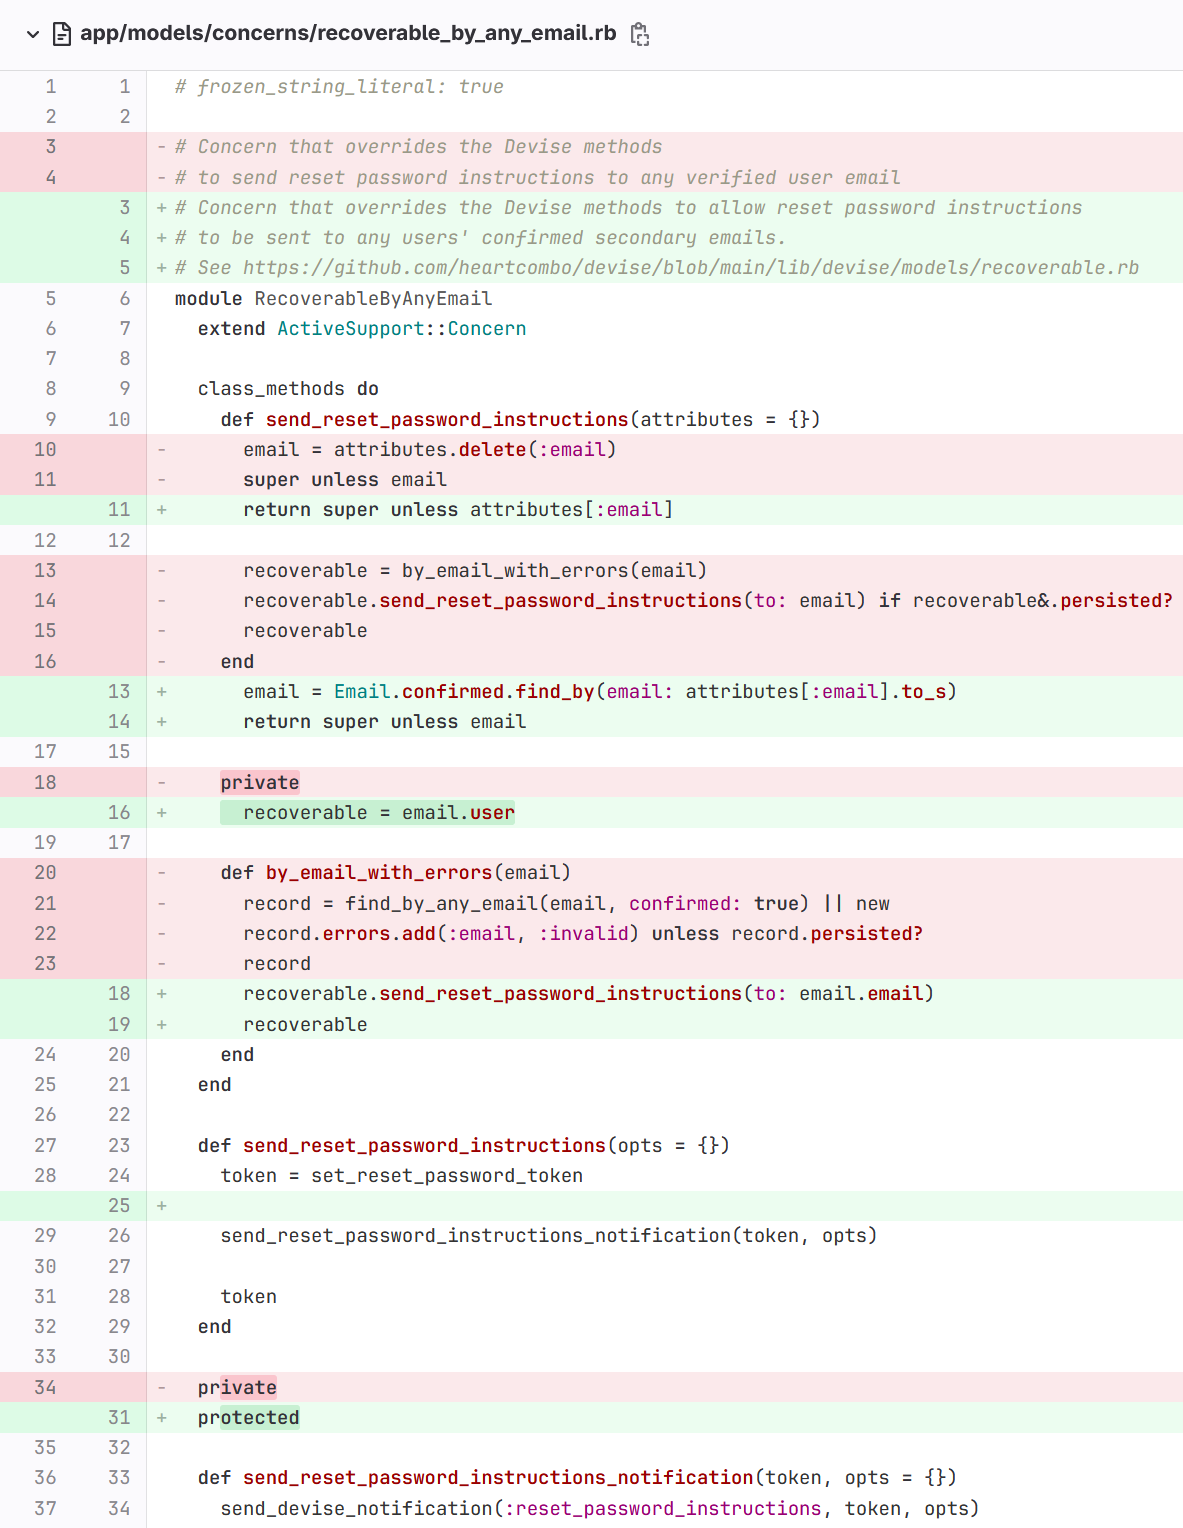 app/models/concerns/recoverable_by_any_email.rb
1 1 # frozen_string_literal: true
2 2
3 - # Concern that overrides the Devise methods
4 - # to send reset password instructions to any verified user email
3 + # Concern that overrides the Devise methods to allow reset password instructions
4 + # to be sent to any users' confirmed secondary emails.
5 + # See https://github.com/heartcombo/devise/blob/main/lib/devise/models/recoverable.rb
5 6 module RecoverableByAnyEmail
6 7 extend ActiveSupport::Concern
7 8
8 9 class_methods do
9 10 def send_reset_password_instructions(attributes = {})
10 - email = attributes.delete(:email)
11 - super unless email
11 + return super unless attributes[:email]
12 12
13 - recoverable = by_email_with_errors(email)
14 - recoverable.send_reset_password_instructions(to: email) if recoverable&.persisted?
15 - recoverable
16 - end
13 + email = Email.confirmed.find_by(email: attributes[:email].to_s)
14 + return super unless email
17 15
18 - private
16 + recoverable = email.user
19 17
20 - def by_email_with_errors(email)
21 - record = find_by_any_email(email, confirmed: true) || new
22 - record.errors.add(:email, :invalid) unless record.persisted?
23 - record
18 + recoverable.send_reset_password_instructions(to: email.email)
19 + recoverable
24 20 end
25 21 end
26 22
27 23 def send_reset_password_instructions(opts = {})
28 24 token = set_reset_password_token
25 +
29 26 send_reset_password_instructions_notification(token, opts)
30 27
31 28 token
32 29 end
33 30
34 - private
31 + protected
35 32
36 33 def send_reset_password_instructions_notification(token, opts = {})
37 34 send_devise_notification(:reset_password_instructions, token, opts)